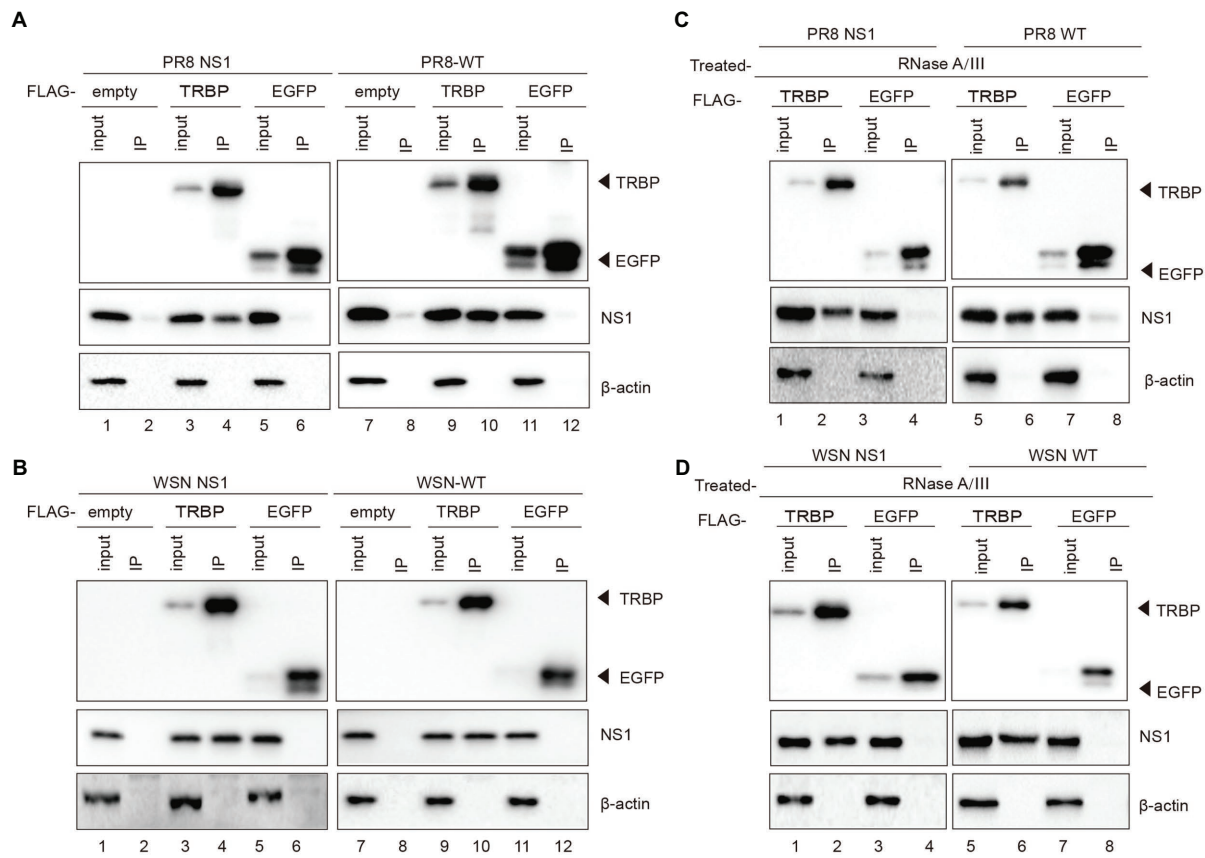 A
PR8 NS1 PR8-WT
FLAG- empty TRBP EGFP empty TRBP EGFP
input IP input IP input IP input IP input IP input IP
TRBP
EGFP
NS1
β-actin
1 2 3 4 5 6 7 8 9 10 11 12
B
WSN NS1 WSN-WT
FLAG- empty TRBP EGFP empty TRBP EGFP
input IP input IP input IP input IP input IP input IP
TRBP
EGFP
NS1
β-actin
1 2 3 4 5 6 7 8 9 10 11 12
C
PR8 NS1 PR8 WT
Treated- RNase A/III
FLAG- TRBP EGFP TRBP EGFP
input IP input IP input IP input IP
TRBP
EGFP
NS1
β-actin
1 2 3 4 5 6 7 8
D
WSN NS1 WSN WT
Treated- RNase A/III
FLAG- TRBP EGFP TRBP EGFP
input IP input IP input IP input IP
TRBP
EGFP
NS1
β-actin
1 2 3 4 5 6 7 8